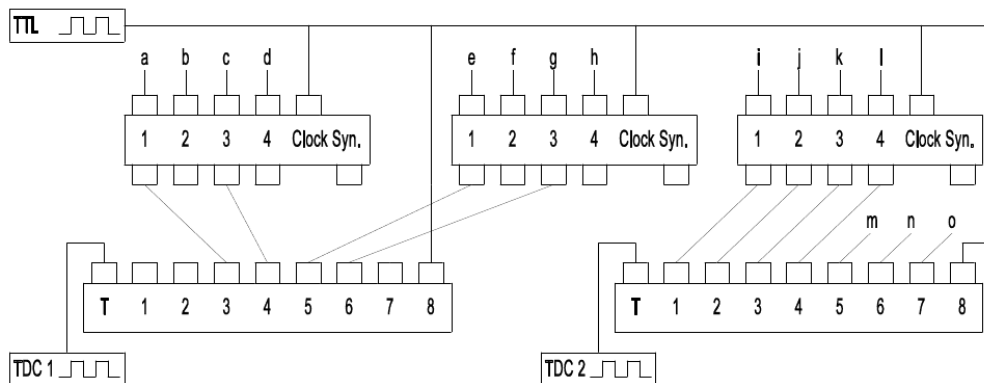 TTL
a b c d e f g h i j k l
1 2 3 4 Clock Syn. 1 2 3 4 Clock Syn. 1 2 3 4 Clock Syn.
m n o
T 1 2 3 4 5 6 7 8 T 1 2 3 4 5 6 7 8
TDC 1 TDC 2